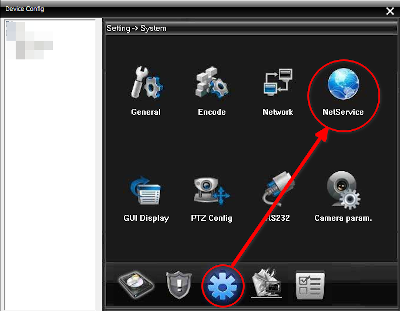 Device Config
Setting-> System
General
Encode
Network
NetService
GUI Display
PTZ Config
RS232
Camera param.